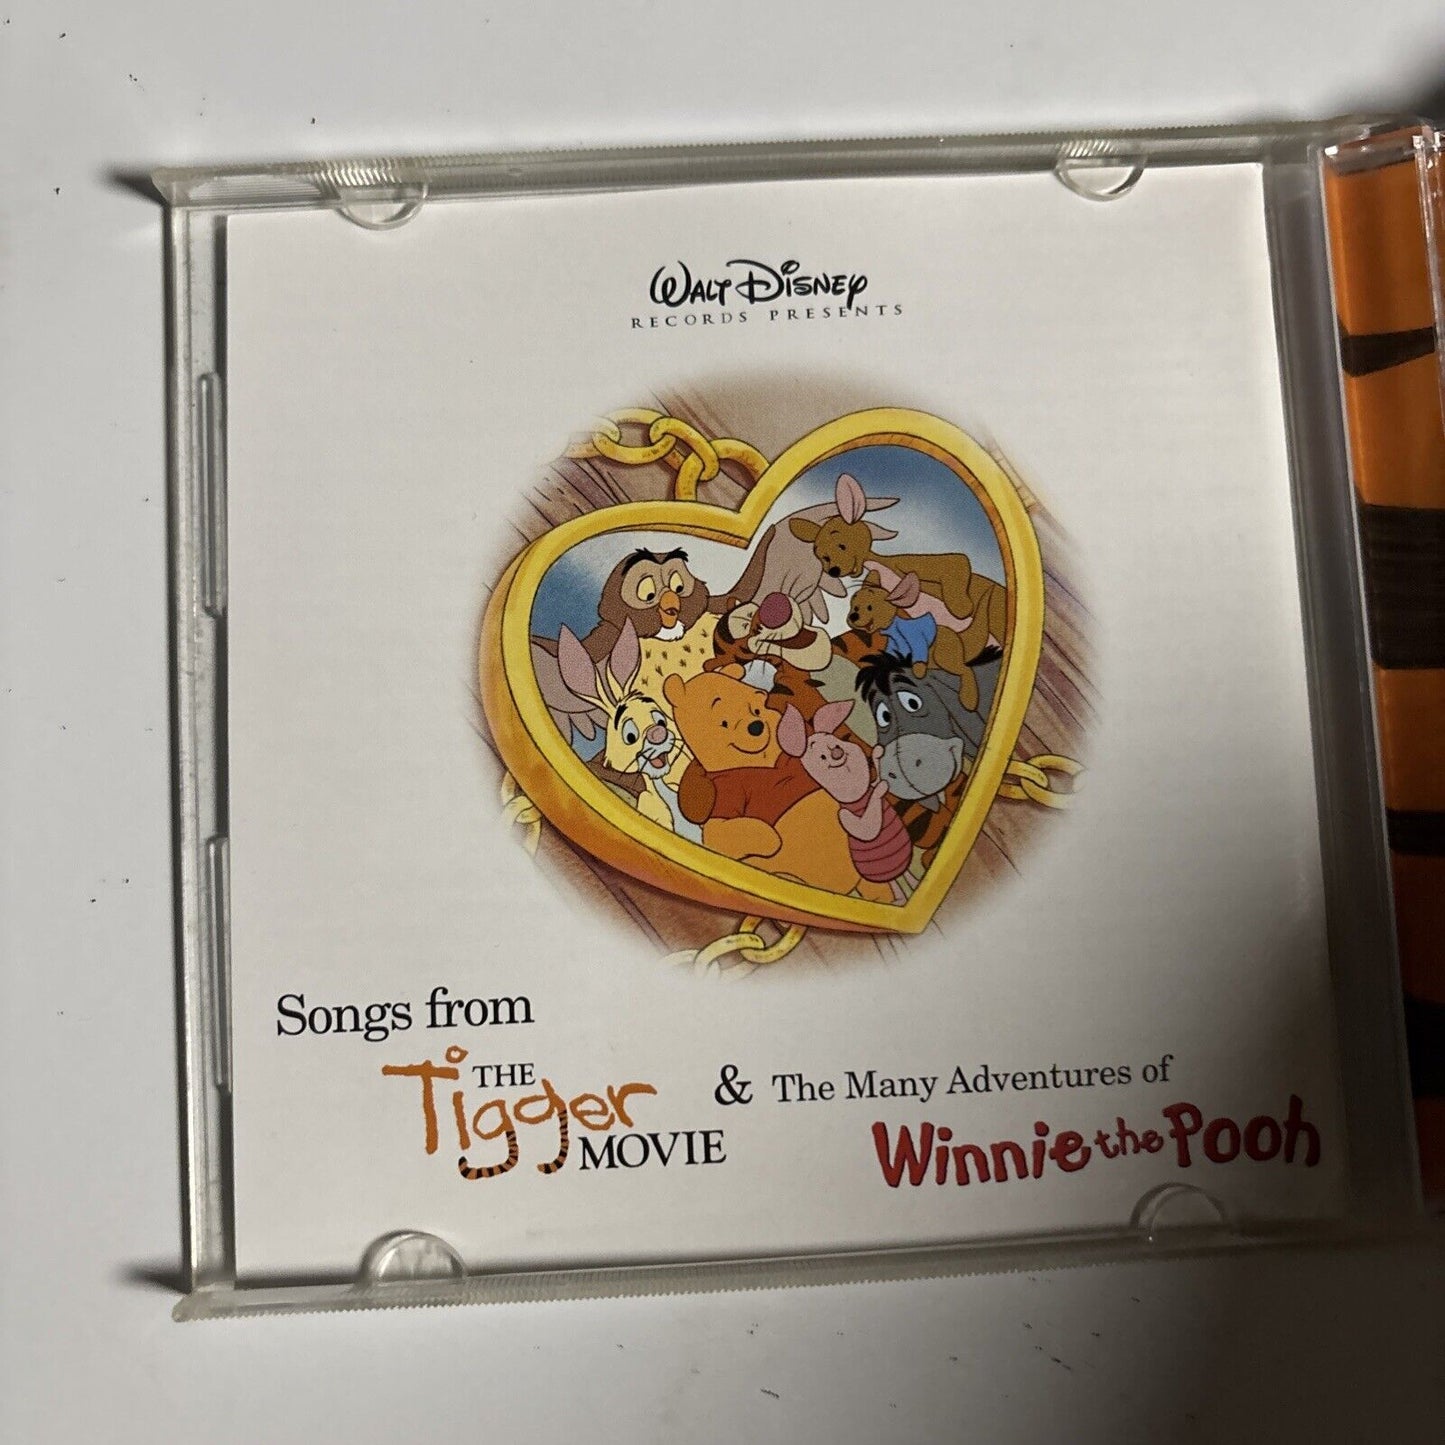 WALT DISNEY
RECORDS PRESENTS
Songs from
THE
Tigger
MOVIE
& The Many Adventures of
Winnie the Pooh